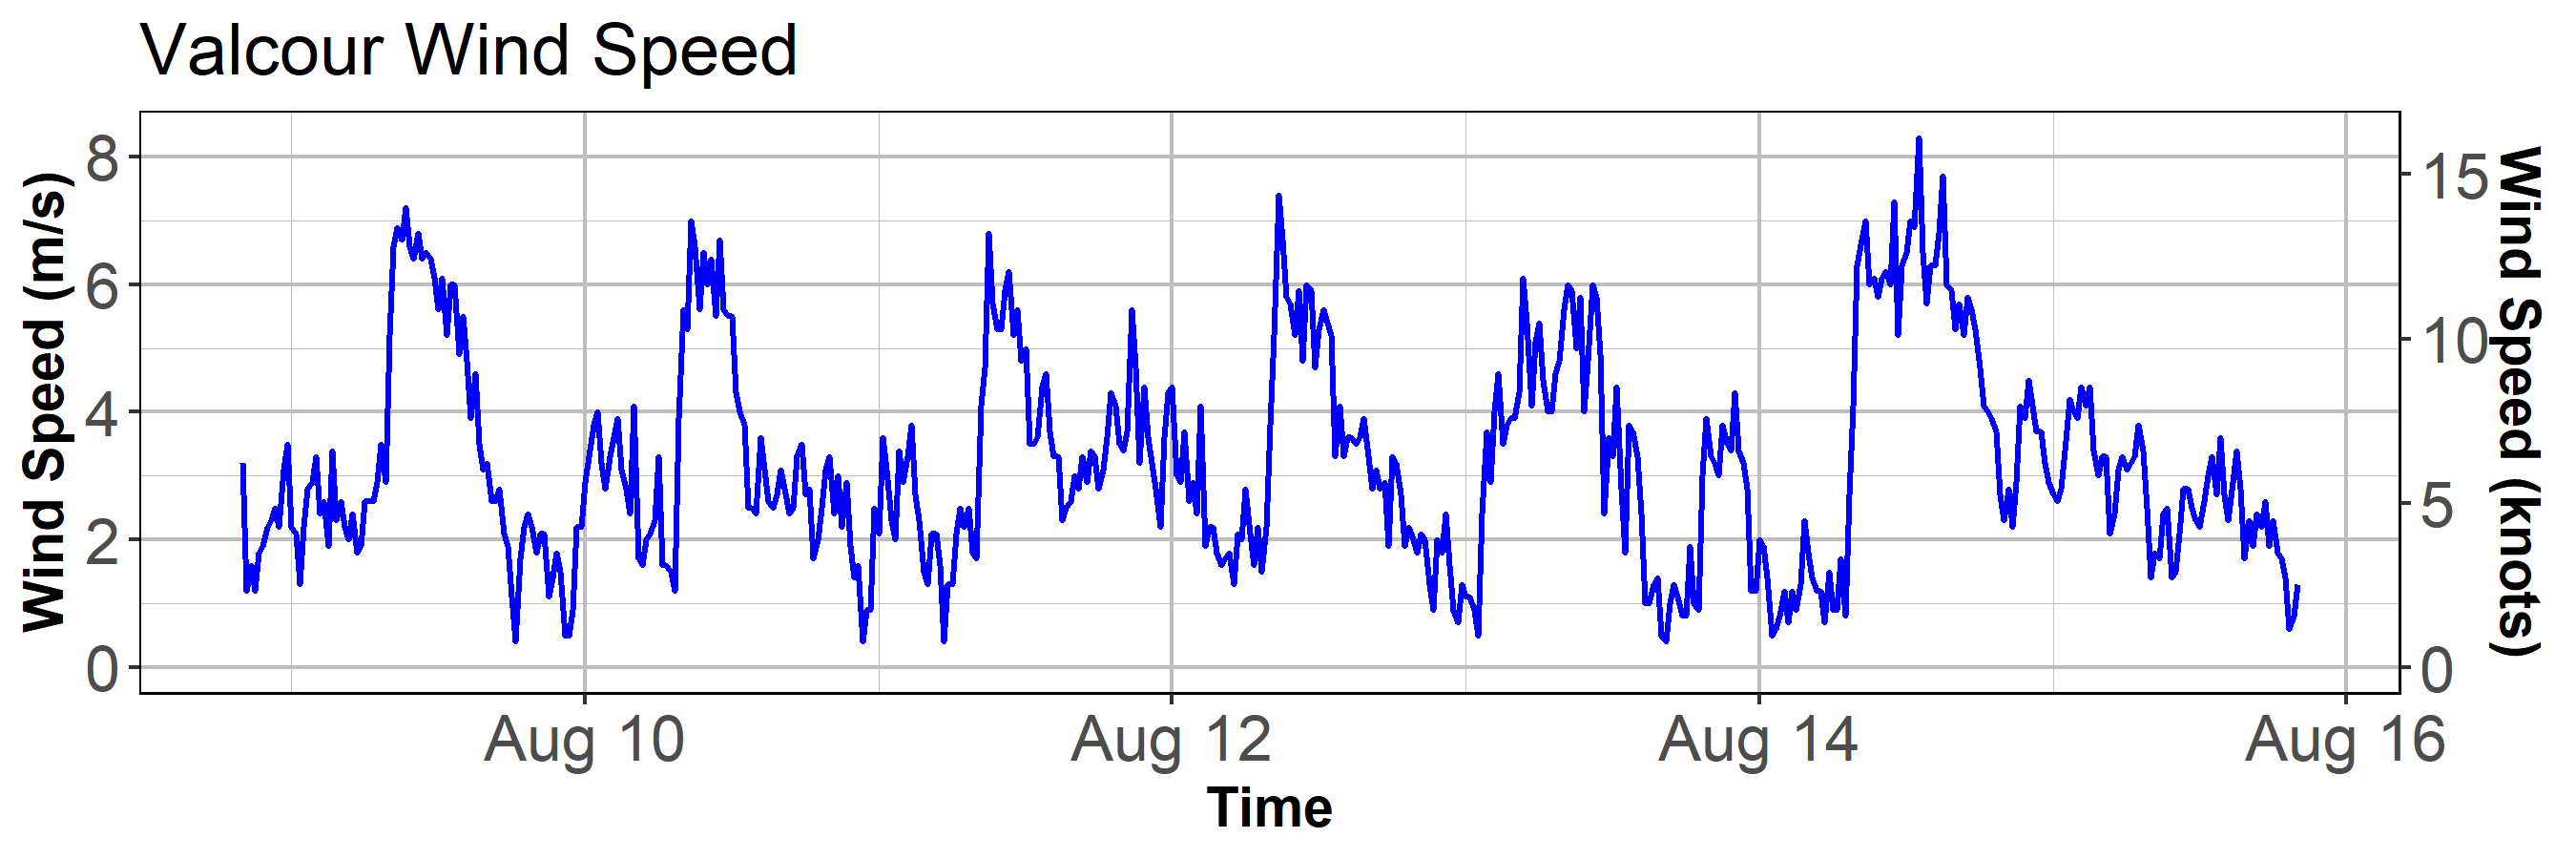 Valcour Wind Speed
Wind Speed (m/s)
8
6
4
2
0
15
10
5
0
Wind Speed (knots)
Aug 10
Aug 12
Aug 14
Aug 16
Time